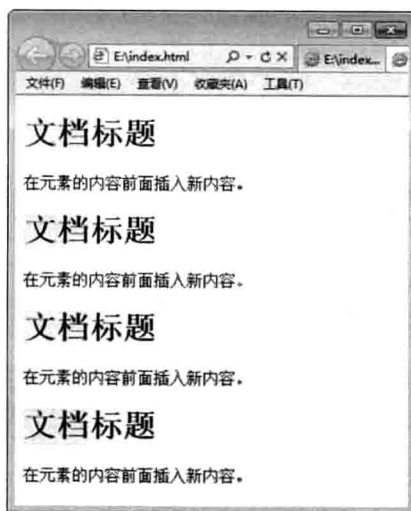 E:\index.html
E:\index...
文件(F) 编辑(E) 查看(V) 收藏夹(A) 工具(T)
文档标题
在元素的内容前面插入新内容。
文档标题
在元素的内容前面插入新内容。
文档标题
在元素的内容前面插入新内容。
文档标题
在元素的内容前面插入新内容。